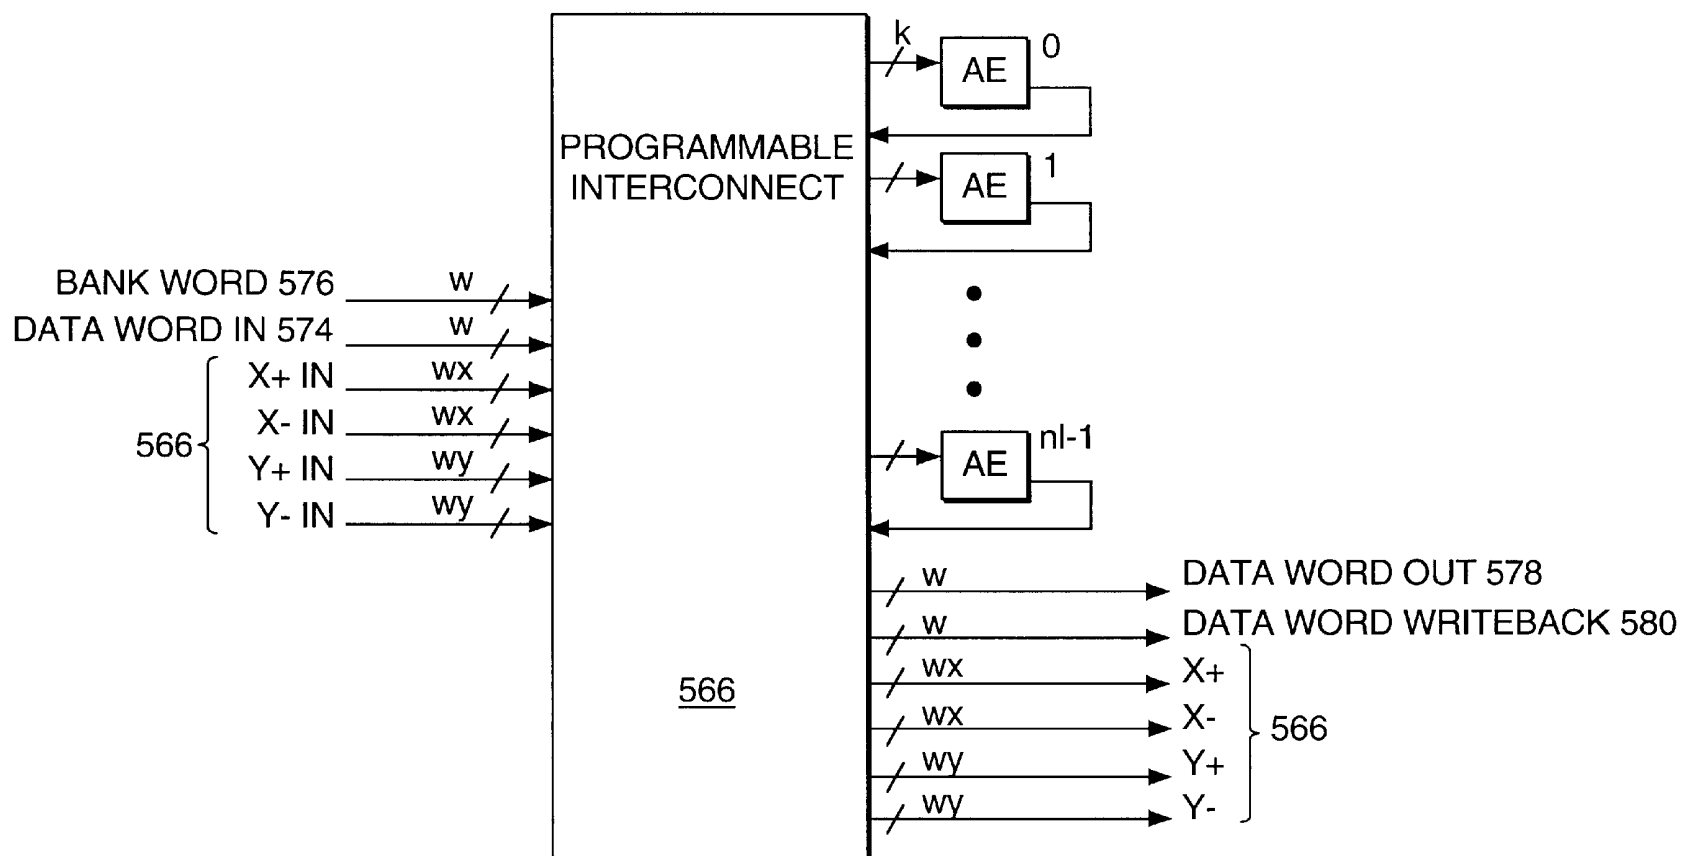 k
AE
0
PROGRAMMABLE
INTERCONNECT
AE
1
BANK WORD 576
w
DATA WORD IN 574
w
X+ IN
wx
X- IN
wx
566
Y+ IN
wy
Y- IN
wy
AE
nl-1
w
DATA WORD OUT 578
w
DATA WORD WRITEBACK 580
566
wx
X+
wx
X-
566
wy
Y+
wy
Y-